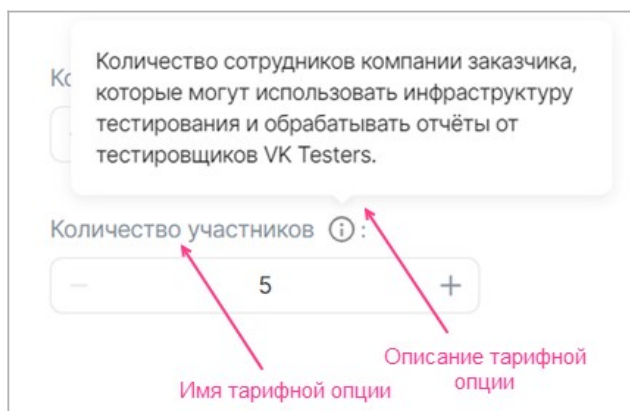 Количество сотрудников компании заказчика,
которые могут использовать инфраструктуру
тестирования и обрабатывать отчёты от
тестировщиков VK Testers.
Количество участников ⓘ :
− 5 +
Описание тарифной
опции
Имя тарифной опции